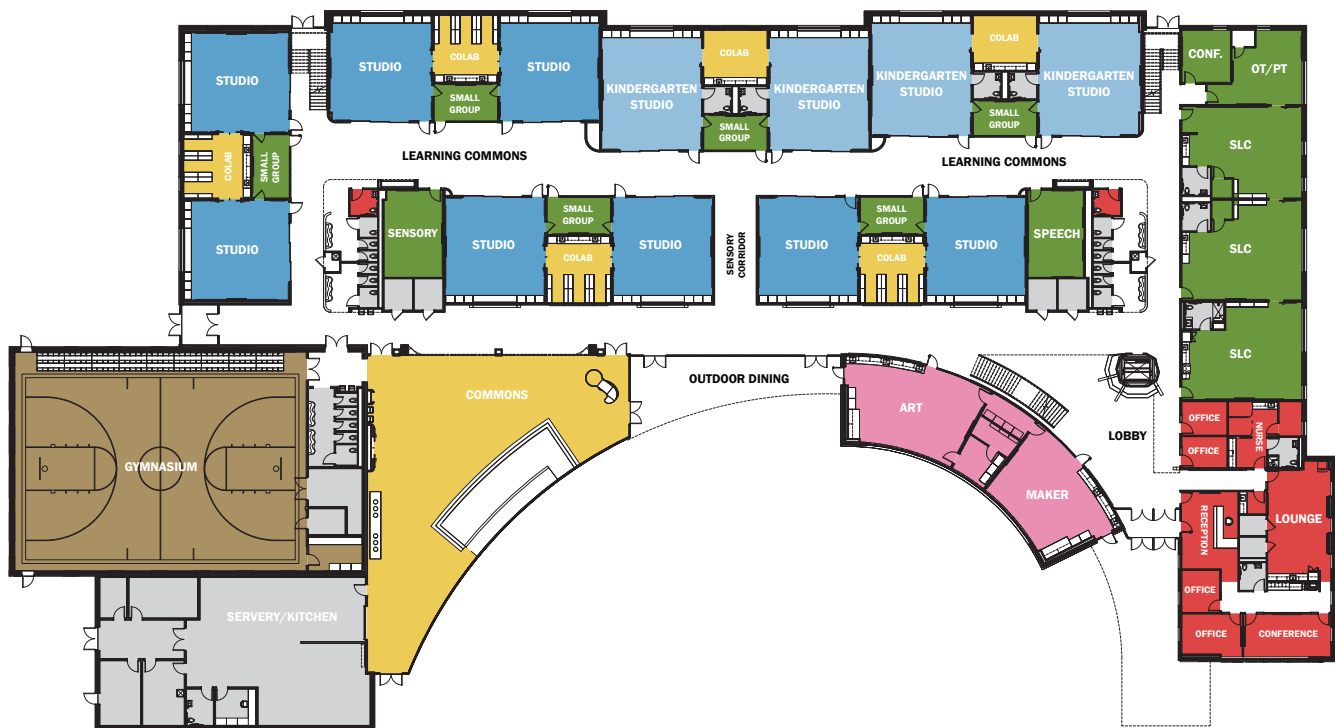 CONF.
OT/PT
STUDIO
STUDIO
COLAB
STUDIO
SMALL
GROUP
KINDERGARTEN
STUDIO
COLAB
KINDERGARTEN
STUDIO
SMALL
GROUP
KINDERGARTEN
STUDIO
COLAB
KINDERGARTEN
STUDIO
SMALL
GROUP
SLC
LEARNING COMMONS
LEARNING COMMONS
COLAB
SMALL
GROUP
STUDIO
SENSORY
STUDIO
SMALL
GROUP
COLAB
STUDIO
SENSORY
CORRIDOR
STUDIO
SMALL
GROUP
COLAB
STUDIO
SPEECH
SLC
SLC
COMMONS
OUTDOOR DINING
ART
LOBBY
OFFICE
NURSE
OFFICE
GYMNASIUM
MAKER
RECEPTION
LOUNGE
OFFICE
SERVERY/KITCHEN
OFFICE
CONFERENCE